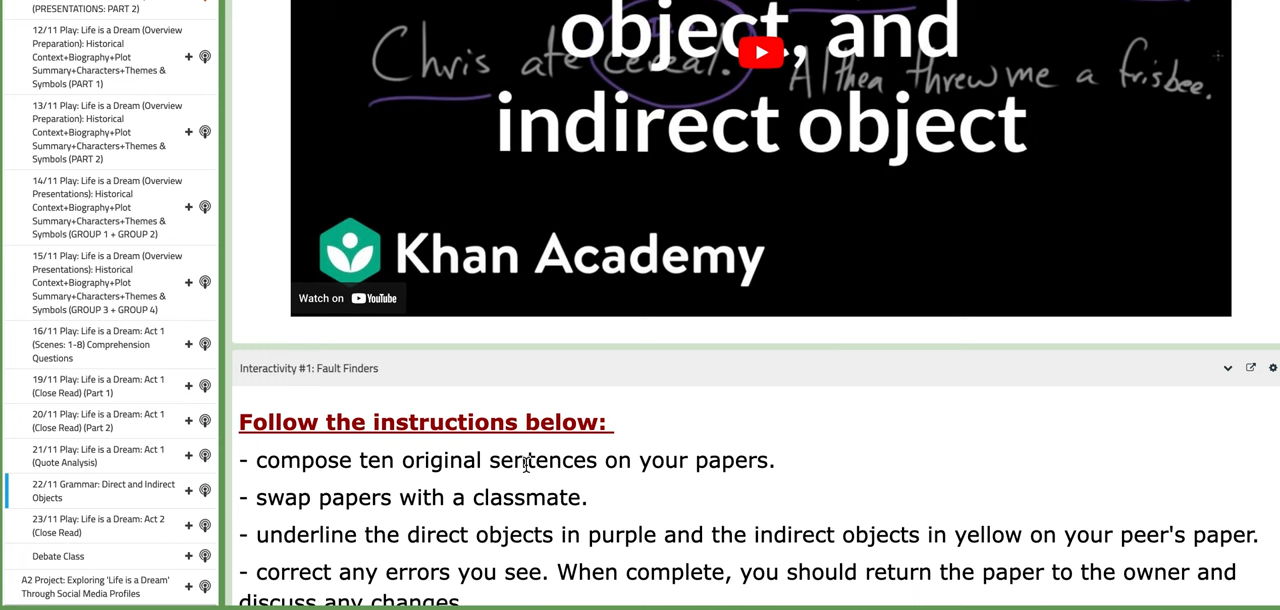 (PRESENTATIONS: PART 2)
12/11 Play: Life is a Dream (Overview
Preparation): Historical
Context+Biography+Plot
Summary+Characters+Themes &
Symbols (PART 1)
13/11 Play: Life is a Dream (Overview
Preparation): Historical
Context+Biography+Plot
Summary+Characters+Themes &
Symbols (PART 2)
14/11 Play: Life is a Dream (Overview
Presentations): Historical
Context+Biography+Plot
Summary+Characters+Themes &
Symbols (GROUP 1 + GROUP 2)
15/11 Play: Life is a Dream (Overview
Presentations): Historical
Context+Biography+Plot
Summary+Characters+Themes &
Symbols (GROUP 3 + GROUP 4)
16/11 Play: Life is a Dream: Act 1
(Scenes: 1-8) Comprehension
Questions
19/11 Play: Life is a Dream: Act 1
(Close Read) (Part 1)
20/11 Play: Life is a Dream: Act 1
(Close Read) (Part 2)
21/11 Play: Life is a Dream: Act 1
(Quote Analysis)
22/11 Grammar: Direct and Indirect
Objects
23/11 Play: Life is a Dream: Act 2
(Close Read)
Debate Class
A2 Project: Exploring 'Life is a Dream'
Through Social Media Profiles
object, and
Chris ate cereal. Althea threw me a frisbee.
indirect object
Khan Academy
Watch on YouTube
Interactivity #1: Fault Finders
Follow the instructions below:
- compose ten original sentences on your papers.
- swap papers with a classmate.
- underline the direct objects in purple and the indirect objects in yellow on your peer's paper.
- correct any errors you see. When complete, you should return the paper to the owner and
discuss any changes